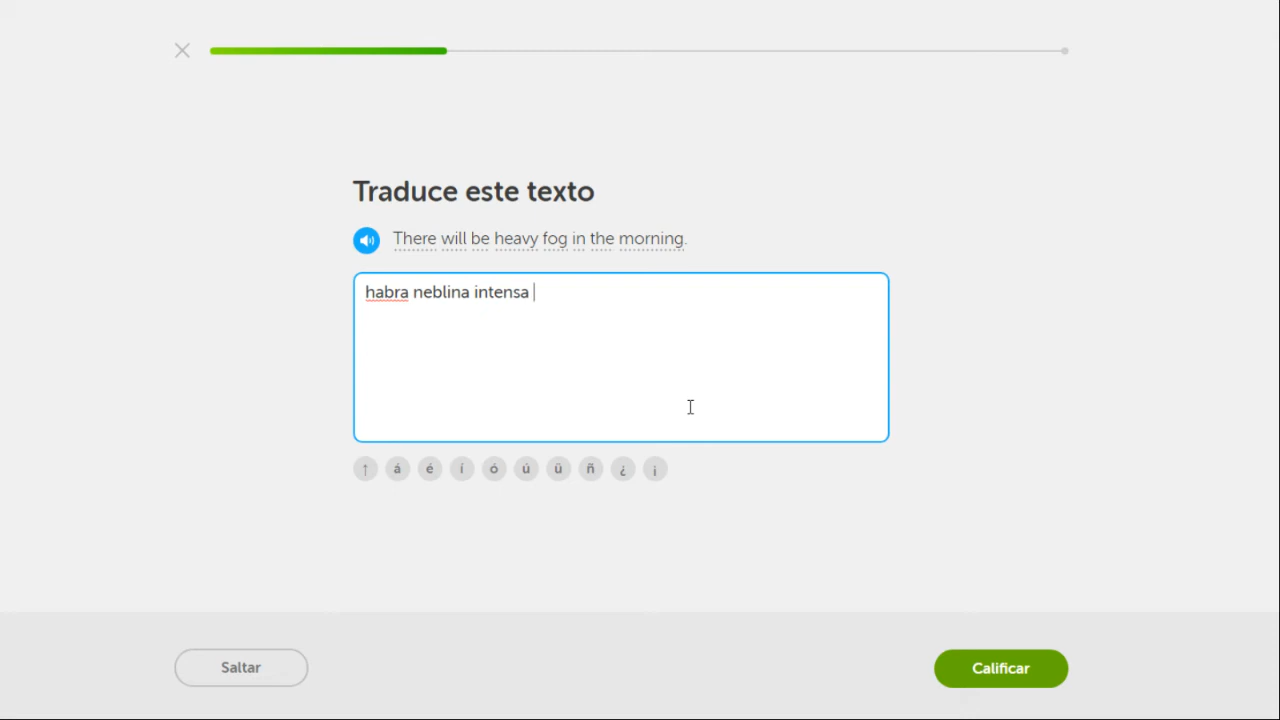 Traduce este texto
There will be heavy fog in the morning.
habra neblina intensa
↑ á é í ó ú ü ñ ¿ ¡
Saltar
Calificar